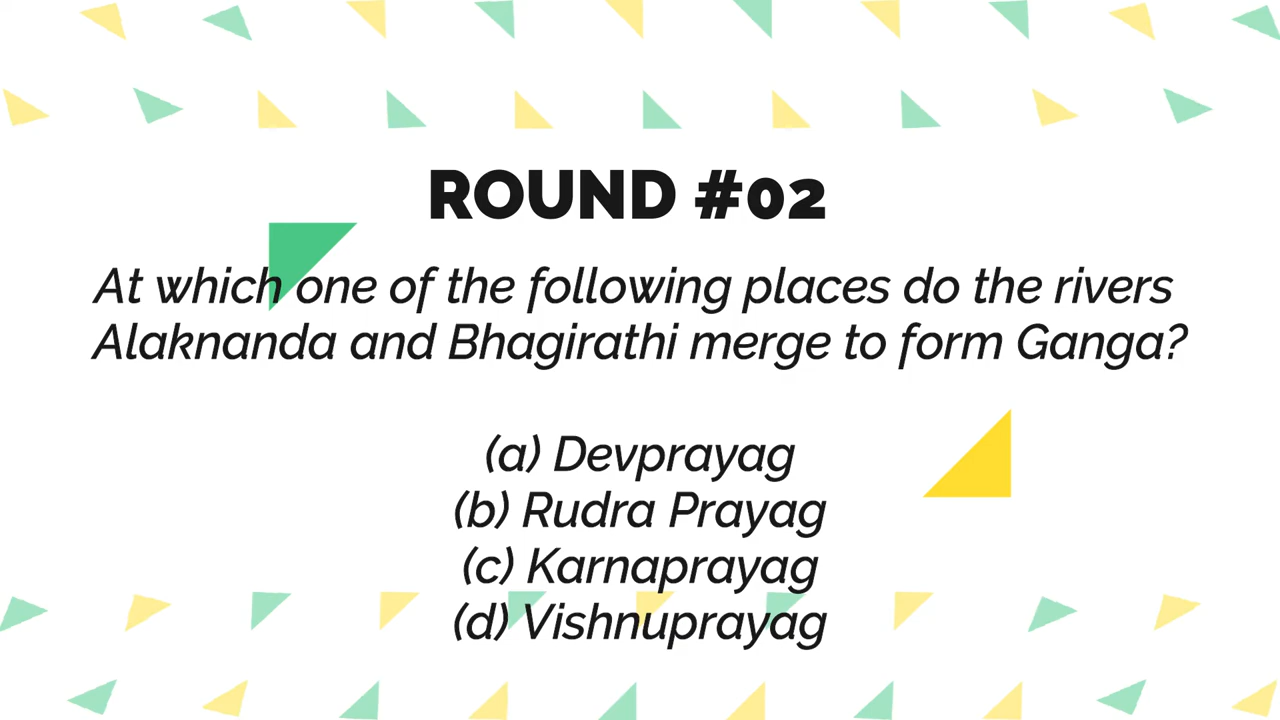 ROUND #02
At which one of the following places do the rivers
Alaknanda and Bhagirathi merge to form Ganga?
(a) Devprayag
(b) Rudra Prayag
(c) Karnaprayag
(d) Vishnuprayag